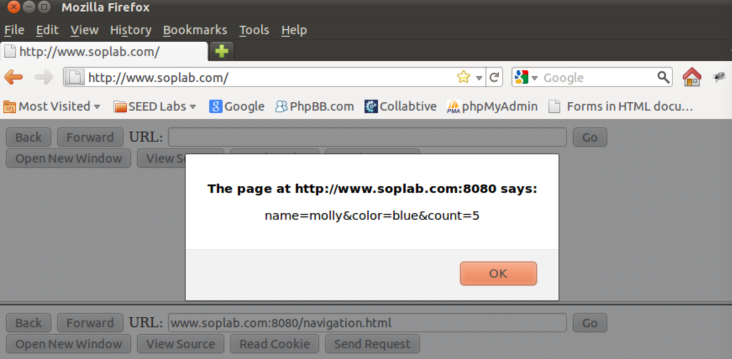 Mozilla Firefox
File Edit View History Bookmarks Tools Help
http://www.soplab.com/
http://www.soplab.com/ Google
Most Visited SEED Labs Google PhpBB.com Collabtive phpMyAdmin Forms in HTML docu...
Back Forward URL: Go
Open New Window View So
The page at http://www.soplab.com:8080 says:
name=molly&color=blue&count=5
OK
Back Forward URL: www.soplab.com:8080/navigation.html Go
Open New Window View Source Read Cookie Send Request